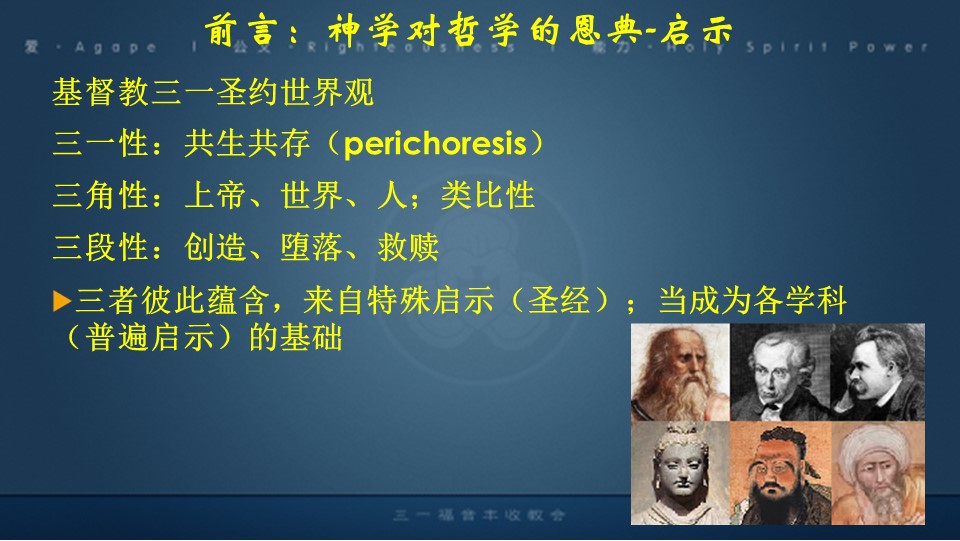 前言：神学对哲学的恩典-启示
爱 · Agape | 公义 · Righteousness | 能力 · Holy Spirit Power
基督教三一圣约世界观
三一性：共生共存（perichoresis）
三角性：上帝、世界、人；类比性
三段性：创造、堕落、救赎
三者彼此蕴含，来自特殊启示（圣经）；当成为各学科
（普遍启示）的基础
三一福音丰收教会